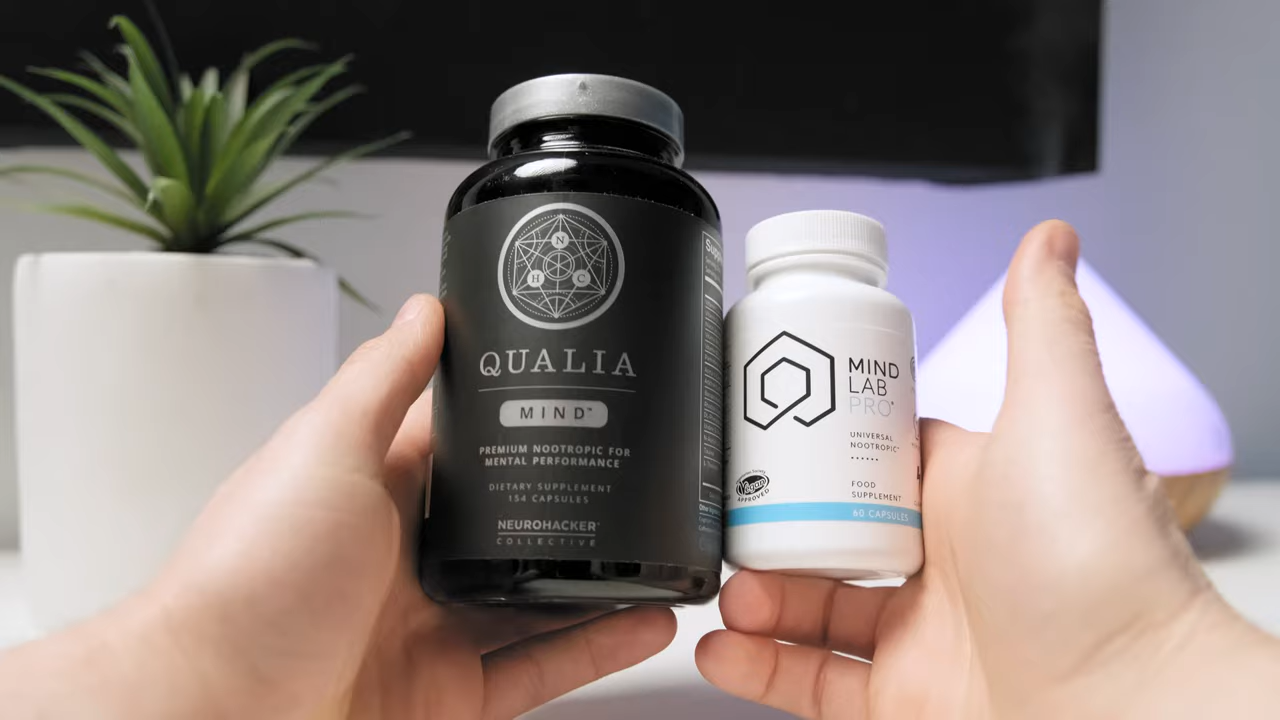 N
H C
QUALIA
MIND™
PREMIUM NOOTROPIC FOR
MENTAL PERFORMANCE
DIETARY SUPPLEMENT
154 CAPSULES
NEUROHACKER
COLLECTIVE
MIND
LAB
PRO®
UNIVERSAL
NOOTROPIC™
Vegan
APPROVED
FOOD
SUPPLEMENT
60 CAPSULES